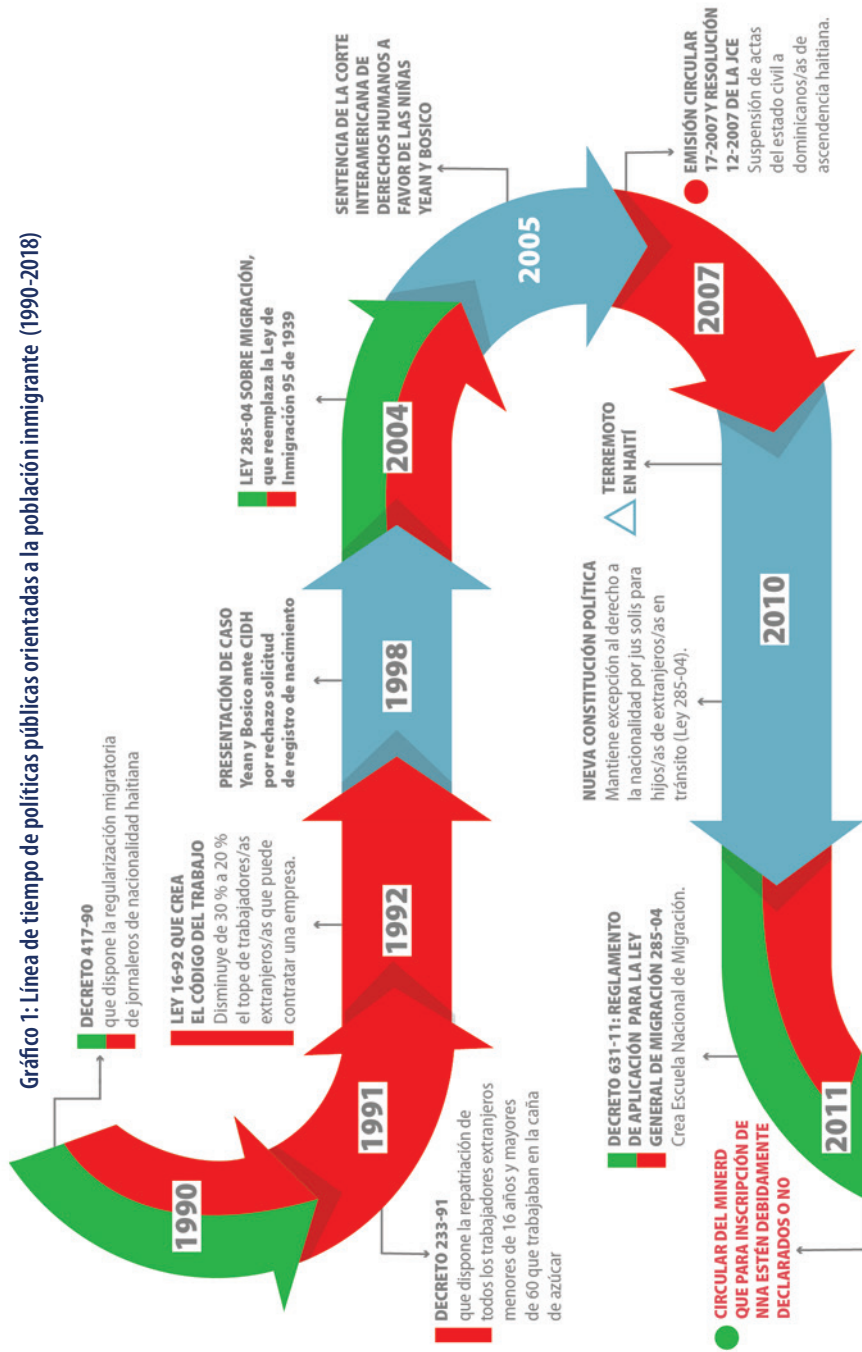 Gráfico 1: Línea de tiempo de políticas públicas orientadas a la población inmigrante (1990-2018)
1990
DECRETO 417-90
que dispone la regularización migratoria
de jornaleros de nacionalidad haitiana
1991
DECRETO 233-91
que dispone la repatriación de
todos los trabajadores extranjeros
menores de 16 años y mayores
de 60 que trabajaban en la caña
de azúcar
1992
LEY 16-92 QUE CREA
EL CÓDIGO DEL TRABAJO
Disminuye de 30 % a 20 %
el tope de trabajadores/as
extranjeros/as que puede
contratar una empresa.
1998
PRESENTACIÓN DE CASO
Yean y Bosico ante CIDH
por rechazo solicitud
de registro de nacimiento
2004
LEY 285-04 SOBRE MIGRACIÓN,
que reemplaza la Ley de
Inmigración 95 de 1939
2005
SENTENCIA DE LA CORTE
INTERAMERICANA DE
DERECHOS HUMANOS A
FAVOR DE LAS NIÑAS
YEAN Y BOSICO
2007
EMISIÓN CIRCULAR
17-2007 Y RESOLUCIÓN
12-2007 DE LA JCE
Suspensión de actas
del estado civil a
dominicanos/as de
ascendencia haitiana.
2010
TERREMOTO
EN HAITÍ
NUEVA CONSTITUCIÓN POLÍTICA
Mantiene excepción al derecho a
la nacionalidad por jus solis para
hijos/as de extranjeros/as en
tránsito (Ley 285-04).
2011
DECRETO 631-11: REGLAMENTO
DE APLICACIÓN PARA LA LEY
GENERAL DE MIGRACIÓN 285-04
Crea Escuela Nacional de Migración.
CIRCULAR DEL MINERD
QUE PARA INSCRIPCIÓN DE
NNA ESTÉN DEBIDAMENTE
DECLARADOS O NO